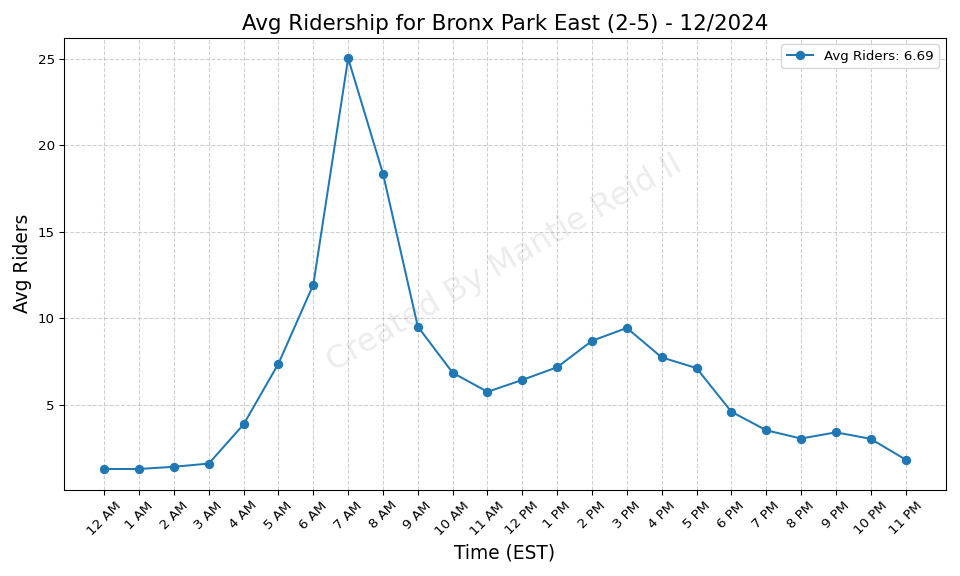 Avg Ridership for Bronx Park East (2-5) - 12/2024
Avg Riders: 6.69
Avg Riders
25
20
15
10
5
Created By Mantie Reid II
12 AM
1 AM
2 AM
3 AM
4 AM
5 AM
6 AM
7 AM
8 AM
9 AM
10 AM
11 AM
12 PM
1 PM
2 PM
3 PM
4 PM
5 PM
6 PM
7 PM
8 PM
9 PM
10 PM
11 PM
Time (EST)